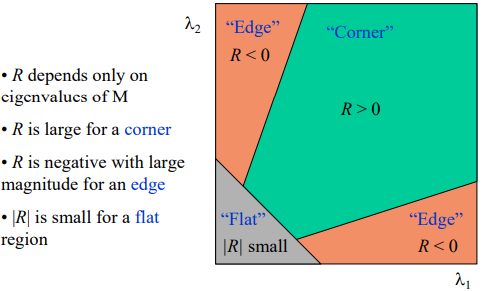 • R depends only on
eigenvalues of M
• R is large for a corner
• R is negative with large
magnitude for an edge
• |R| is small for a flat
region
λ2
“Edge”
R < 0
“Corner”
R > 0
“Flat”
|R| small
“Edge”
R < 0
λ1